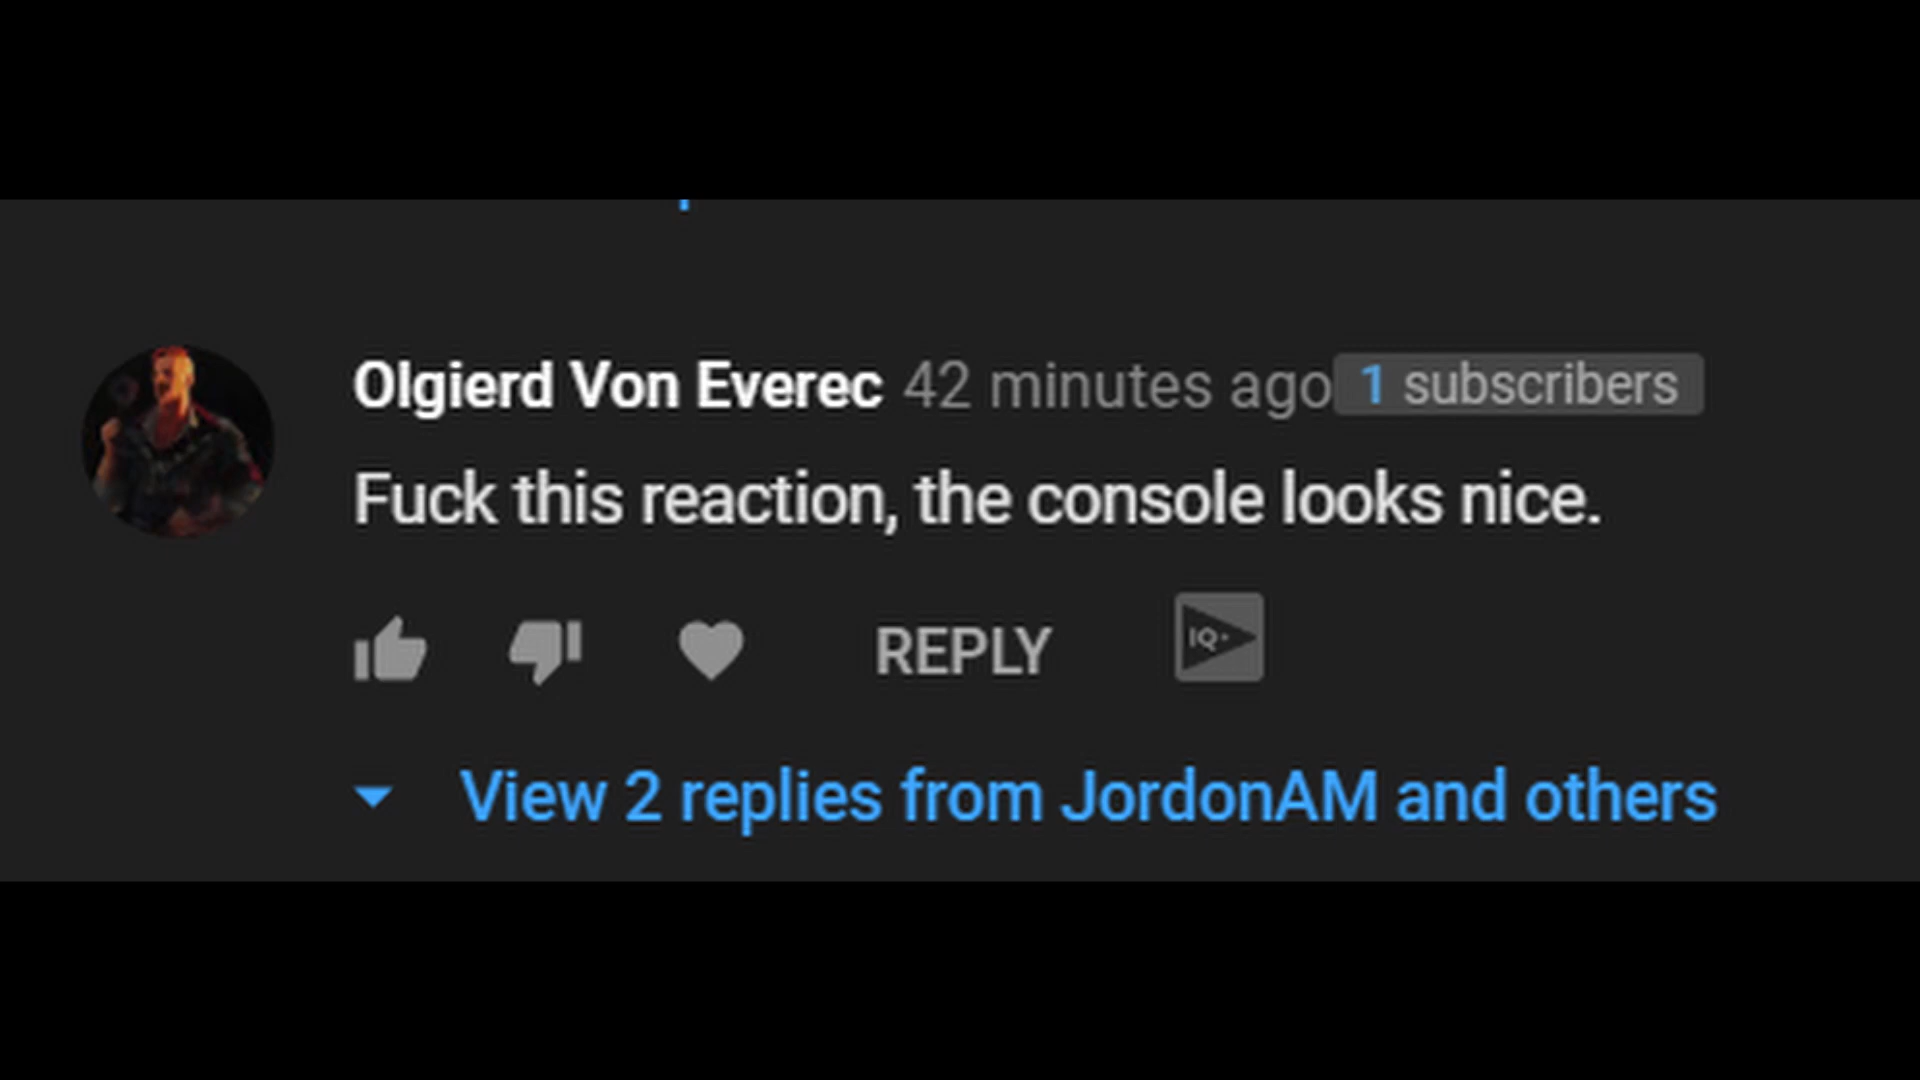 Olgierd Von Everec 42 minutes ago 1 subscribers
Fuck this reaction, the console looks nice.
REPLY IQ+
View 2 replies from JordonAM and others